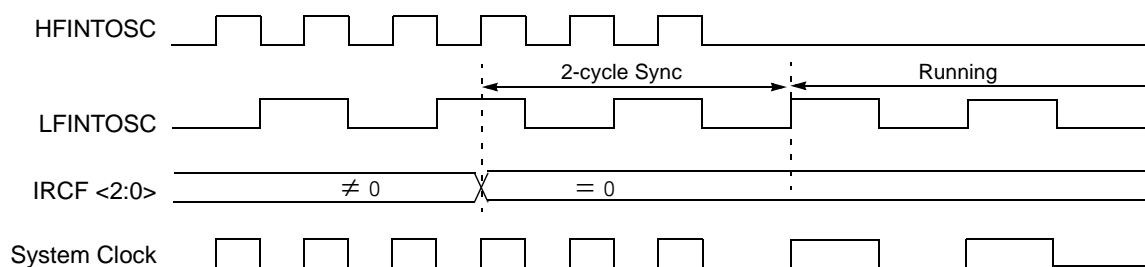 HFINTOSC
2-cycle Sync Running
LFINTOSC
IRCF <2:0> ≠ 0 = 0
System Clock